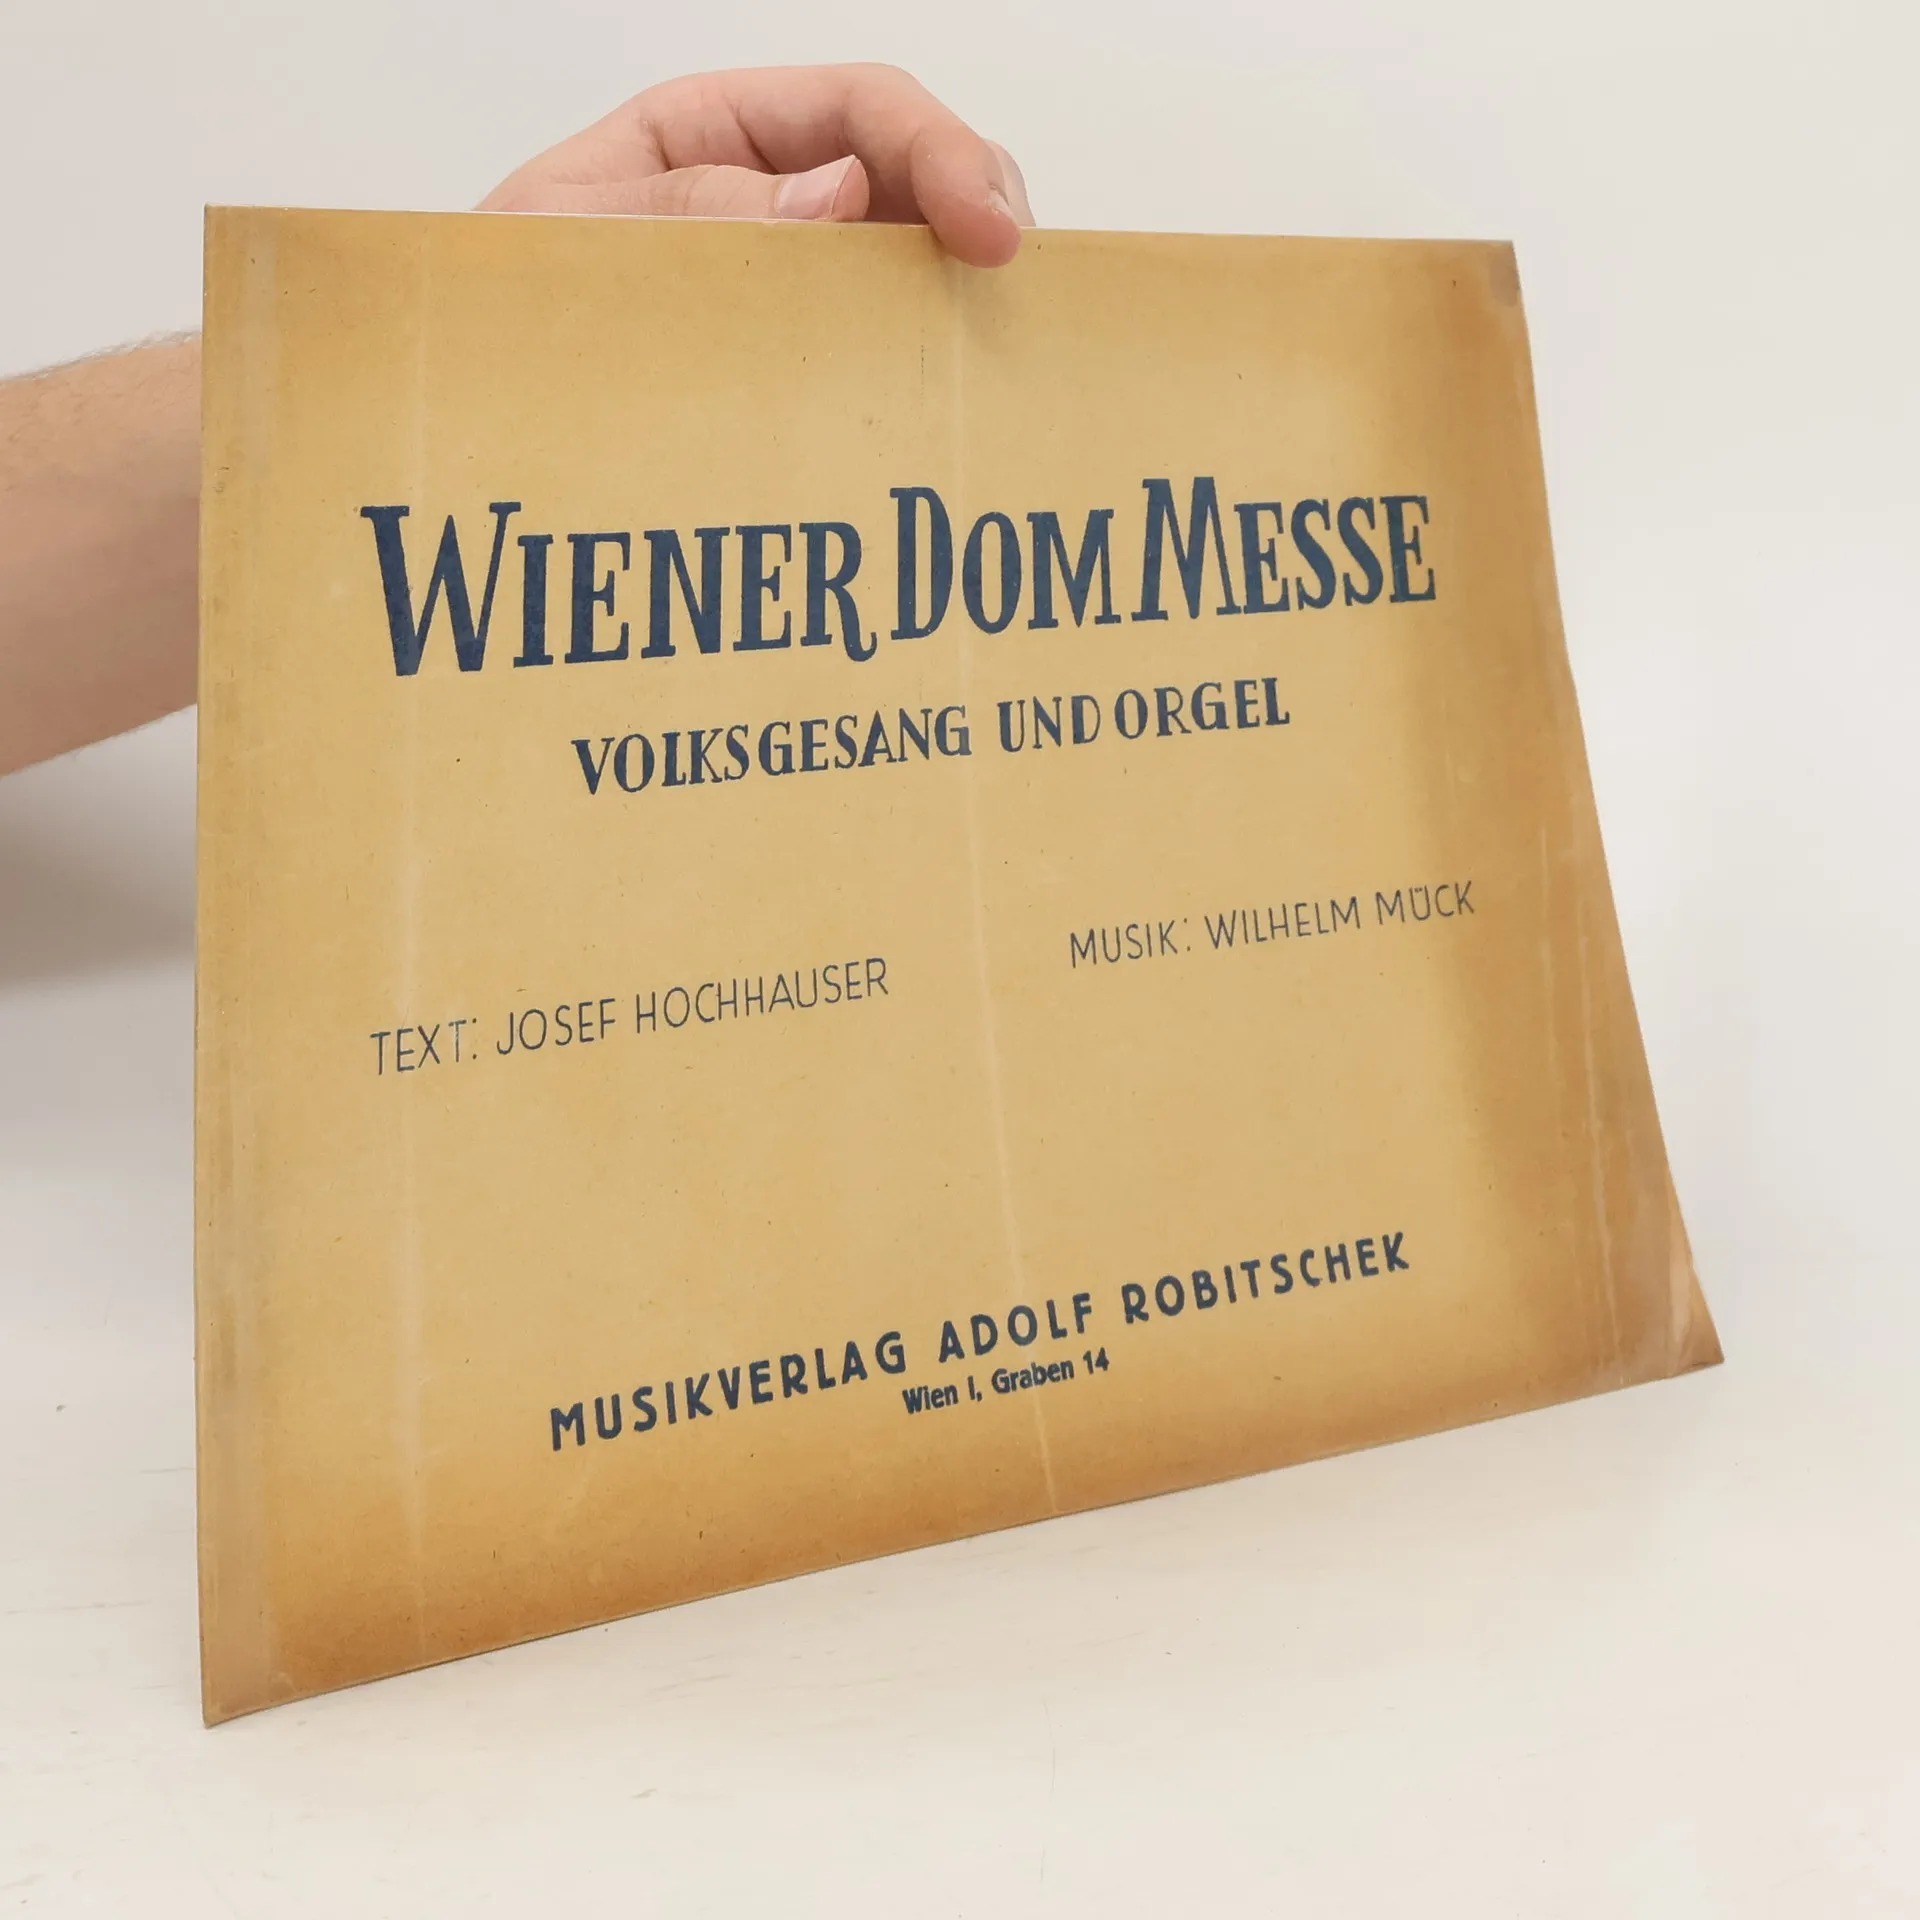 WIENER DOM MESSE
VOLKSGESANG UND ORGEL
TEXT: JOSEF HOCHHAUSER
MUSIK: WILHELM MÜCK
MUSIKVERLAG ADOLF ROBITSCHEK
Wien I, Graben 14